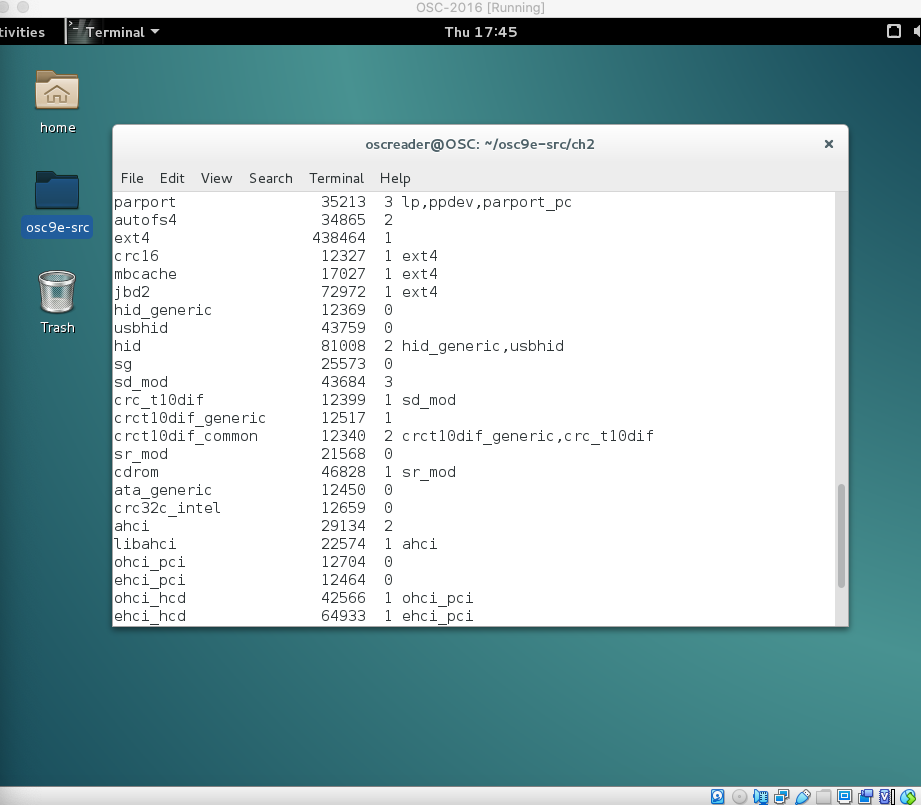 OSC-2016 [Running]
tivities Terminal Thu 17:45
home
osc9e-src
Trash
oscreader@OSC: ~/osc9e-src/ch2
File Edit View Search Terminal Help
parport 35213 3 lp,ppdev,parport_pc
autofs4 34865 2
ext4 438464 1
crc16 12327 1 ext4
mbcache 17027 1 ext4
jbd2 72972 1 ext4
hid_generic 12369 0
usbhid 43759 0
hid 81008 2 hid_generic,usbhid
sg 25573 0
sd_mod 43684 3
crc_t10dif 12399 1 sd_mod
crct10dif_generic 12517 1
crct10dif_common 12340 2 crct10dif_generic,crc_t10dif
sr_mod 21568 0
cdrom 46828 1 sr_mod
ata_generic 12450 0
crc32c_intel 12659 0
ahci 29134 2
libahci 22574 1 ahci
ohci_pci 12704 0
ehci_pci 12464 0
ohci_hcd 42566 1 ohci_pci
ehci_hcd 64933 1 ehci_pci